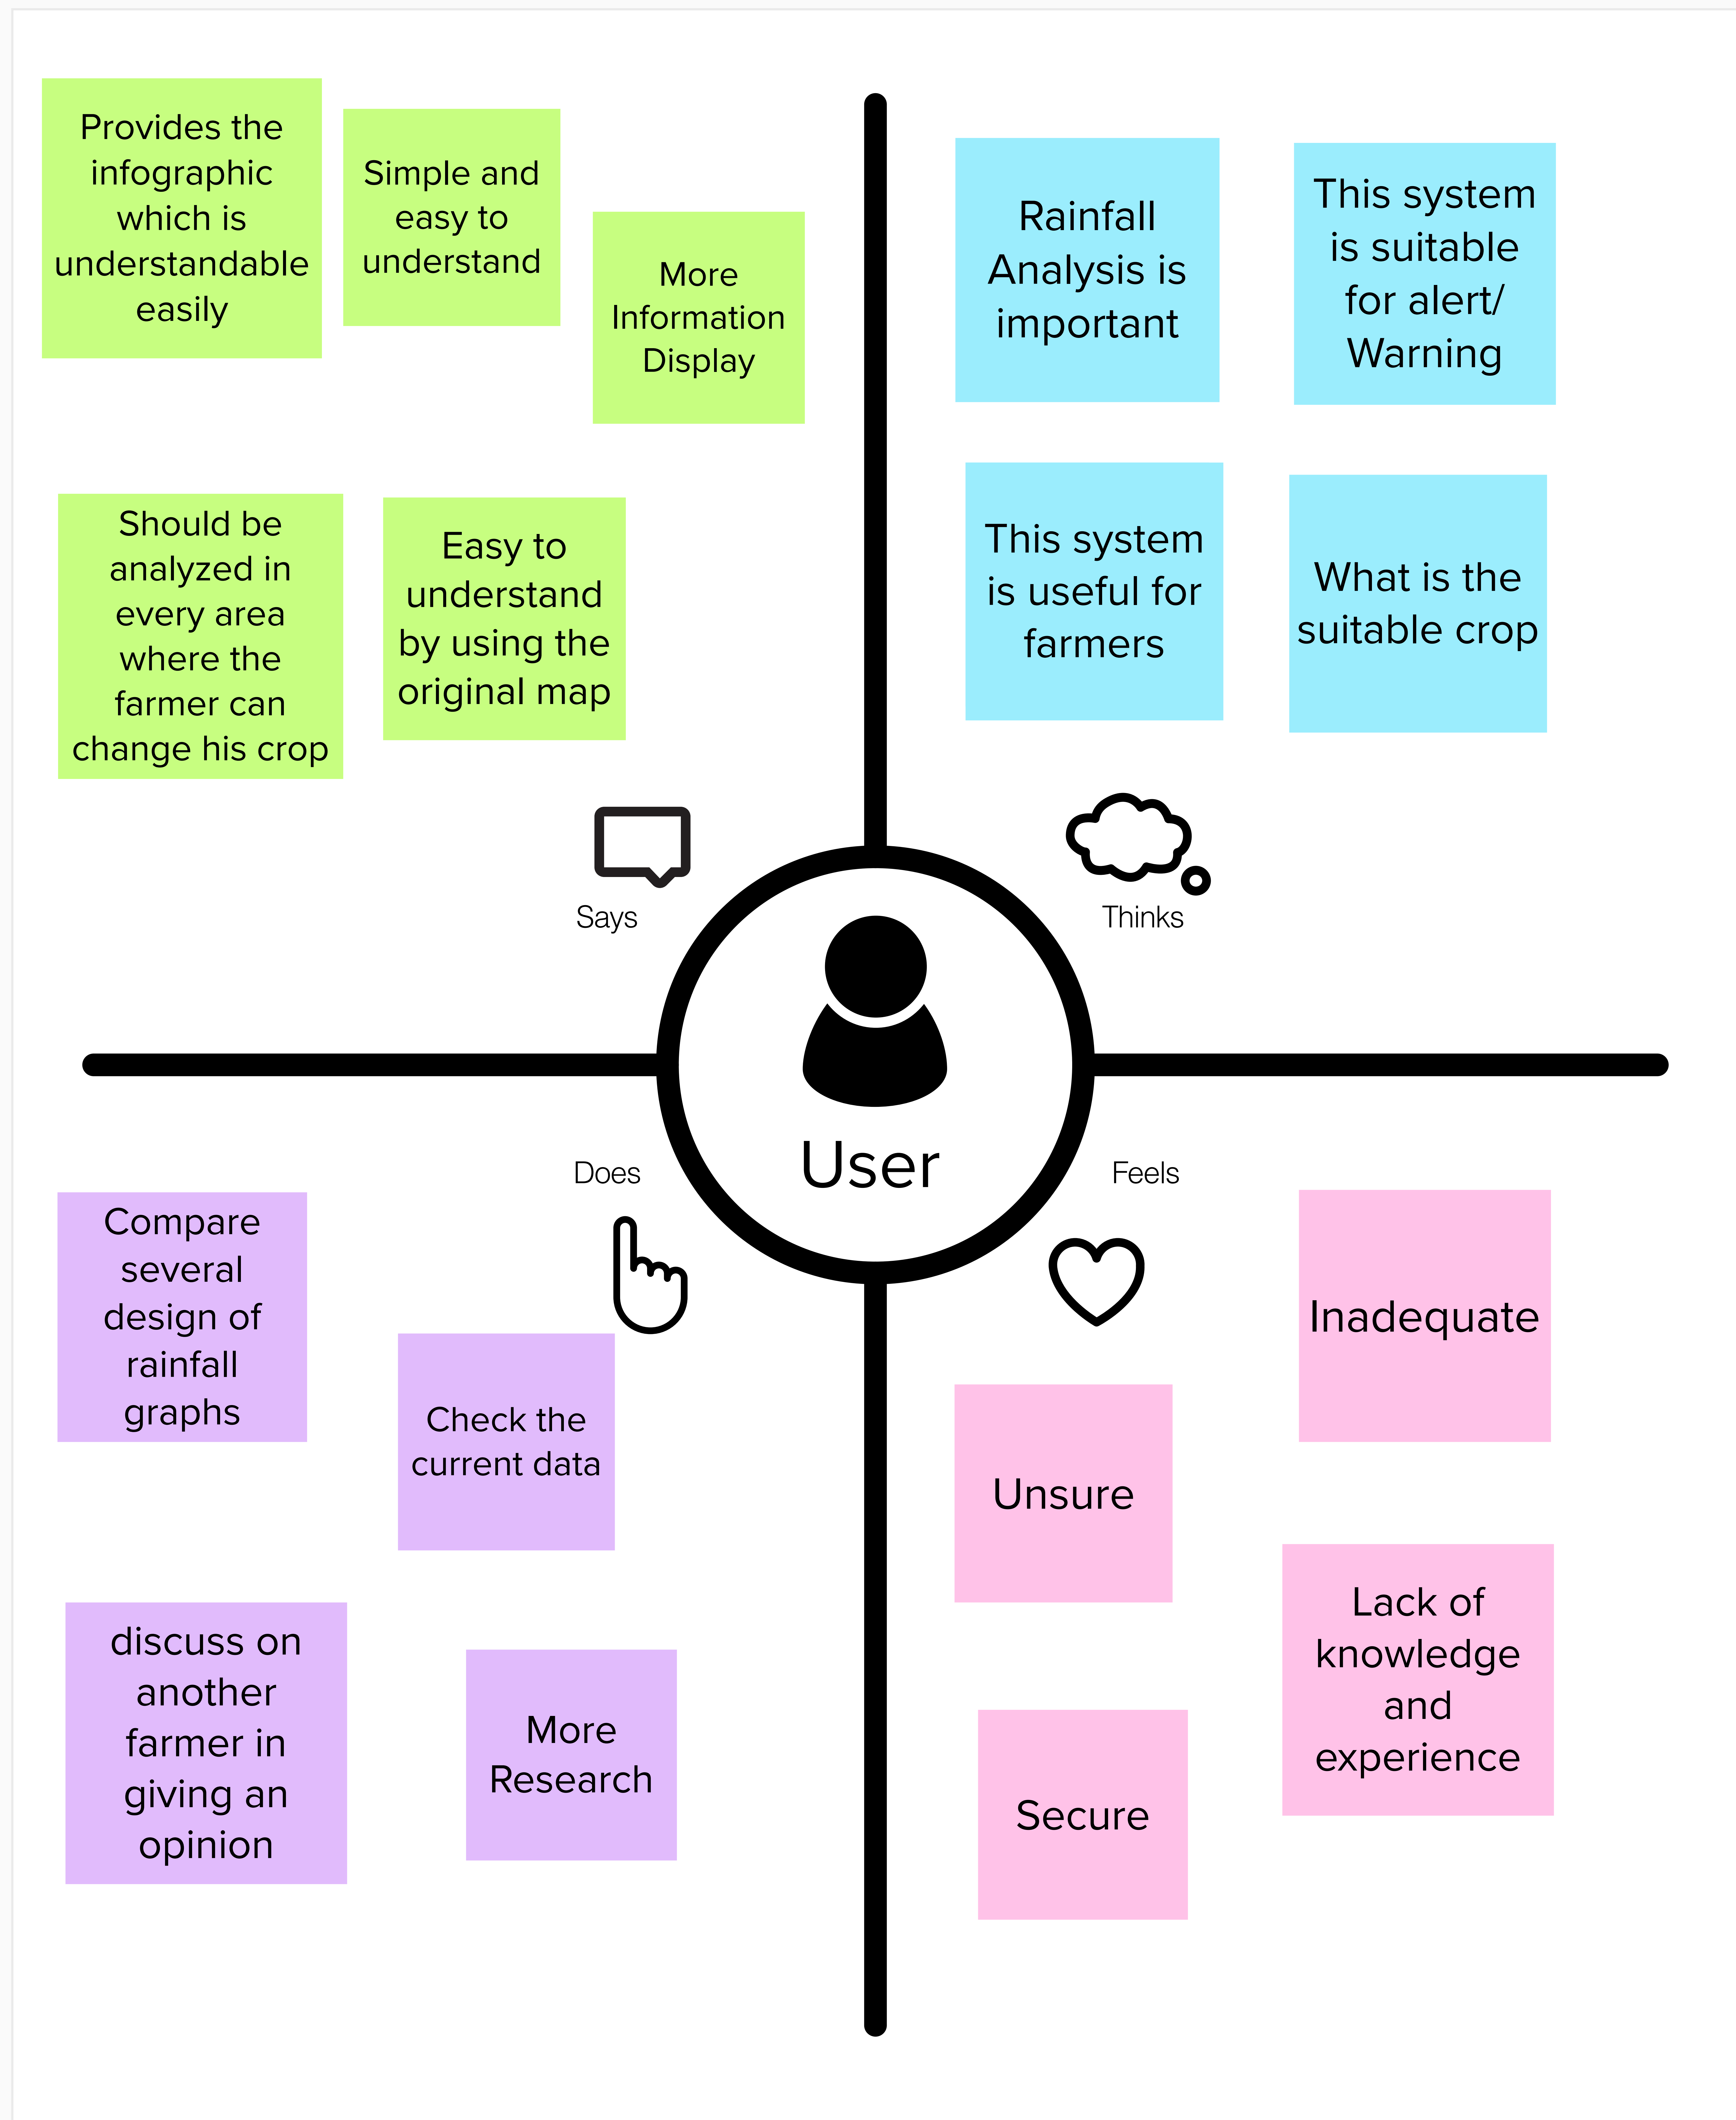 Provides the
infographic
which is
understandable
easily
Simple and
easy to
understand
More
Information
Display
Should be
analyzed in
every area
where the
farmer can
change his crop
Easy to
understand
by using the
original map
Says
Rainfall
Analysis is
important
This system
is suitable
for alert/
Warning
This system
is useful for
farmers
What is the
suitable crop
Thinks
User
Does
Compare
several
design of
rainfall
graphs
Check the
current data
discuss on
another
farmer in
giving an
opinion
More
Research
Feels
Inadequate
Unsure
Lack of
knowledge
and
experience
Secure